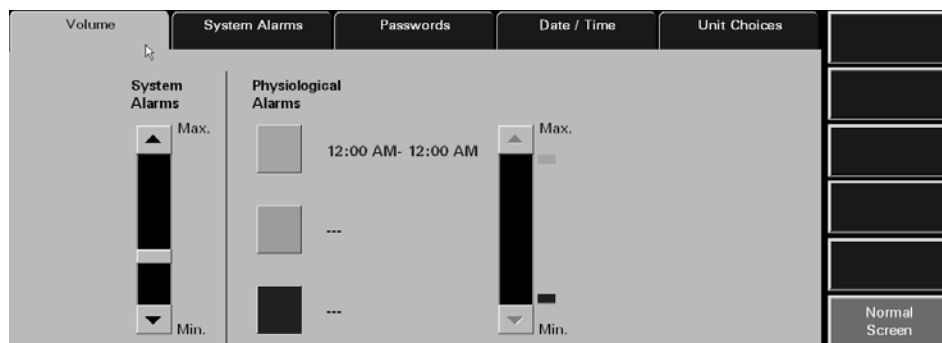 Volume
System Alarms
Passwords
Date / Time
Unit Choices
System
Alarms
Max.
Min.
Physiological
Alarms
12:00 AM- 12:00 AM
---
---
Max.
Min.
Normal
Screen